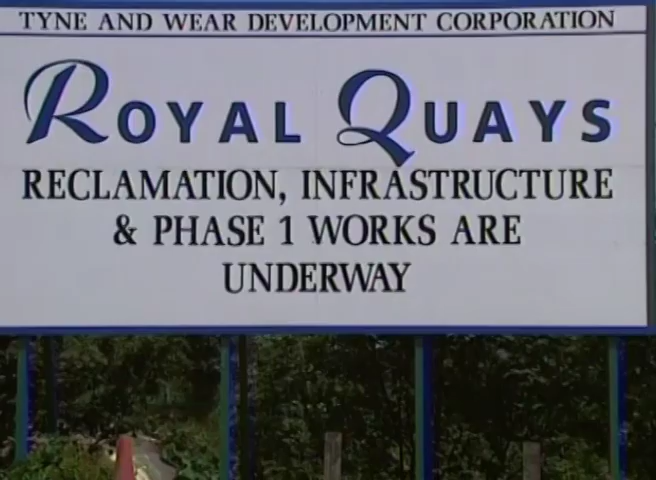 TYNE AND WEAR DEVELOPMENT CORPORATION
ROYAL QUAYS
RECLAMATION, INFRASTRUCTURE
& PHASE 1 WORKS ARE
UNDERWAY